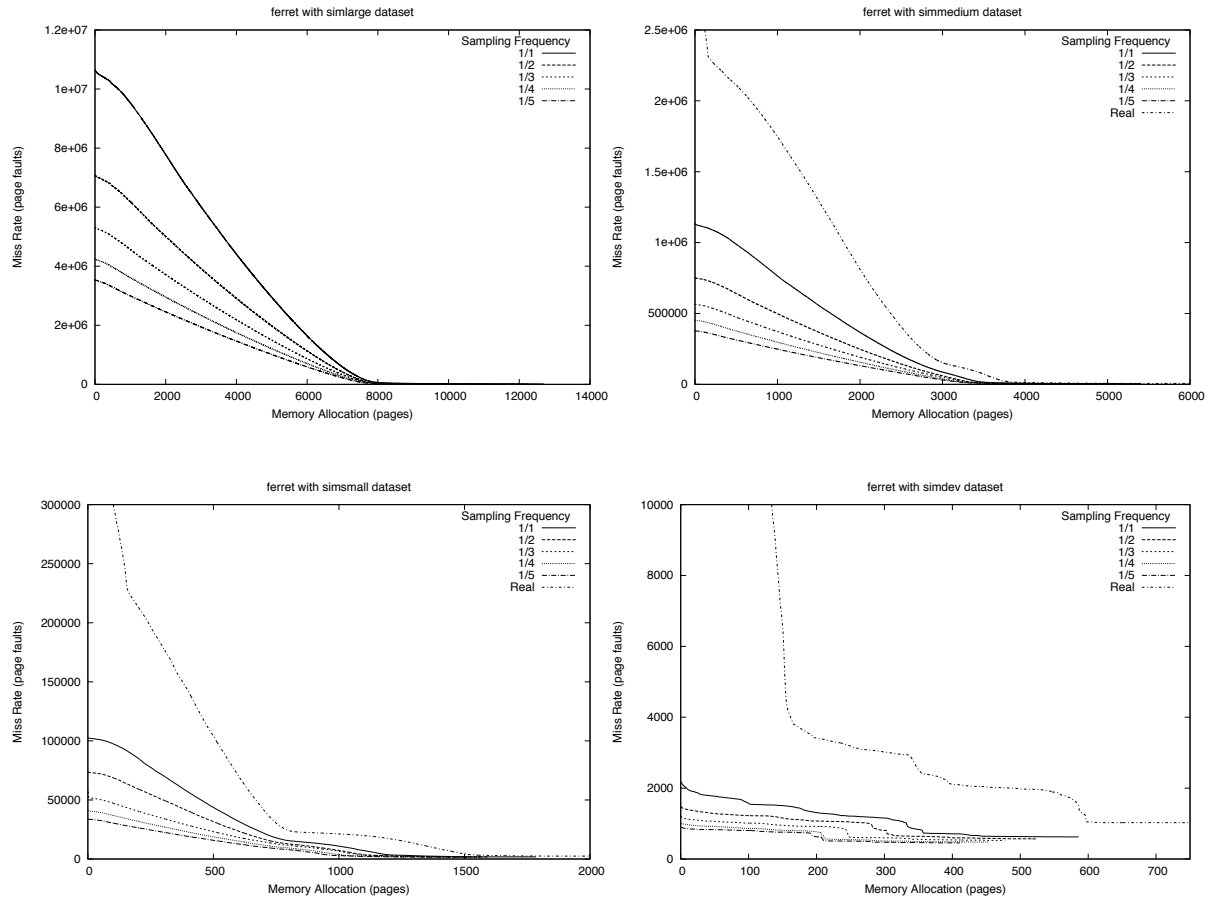 ferret with simlarge dataset
1.2e+07
1e+07
8e+06
6e+06
4e+06
2e+06
0
Miss Rate (page faults)
Sampling Frequency
1/1
1/2
1/3
1/4
1/5
0 2000 4000 6000 8000 10000 12000 14000
Memory Allocation (pages)
ferret with simmedium dataset
2.5e+06
2e+06
1.5e+06
1e+06
500000
0
Miss Rate (page faults)
Sampling Frequency
1/1
1/2
1/3
1/4
1/5
Real
0 1000 2000 3000 4000 5000 6000
Memory Allocation (pages)
ferret with simsmall dataset
300000
250000
200000
150000
100000
50000
0
Miss Rate (page faults)
Sampling Frequency
1/1
1/2
1/3
1/4
1/5
Real
0 500 1000 1500 2000
Memory Allocation (pages)
ferret with simdev dataset
10000
8000
6000
4000
2000
0
Miss Rate (page faults)
Sampling Frequency
1/1
1/2
1/3
1/4
1/5
Real
0 100 200 300 400 500 600 700
Memory Allocation (pages)